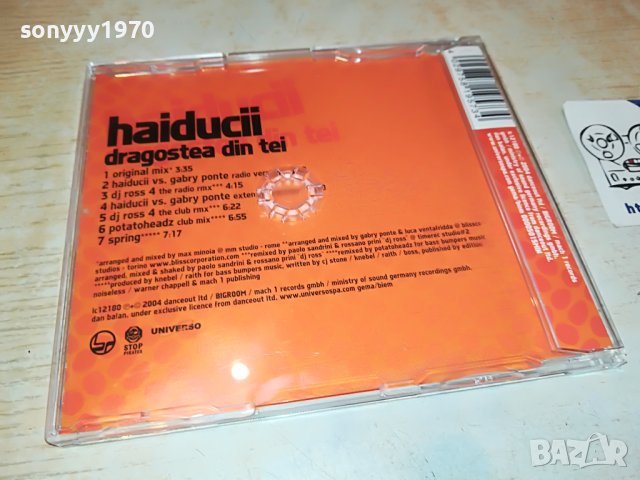 sonyyy1970
haiducii
dragostea din tei
1 original mix* 3:35
2 haiducii vs. gabry ponte radio ver
3 dj ross 4 the radio rmx*** 4:15
4 haiducii vs. gabry ponte exten
5 dj ross 4 the club rmx*** 6:22
6 potatoheadz club mix**** 6:55
7 spring***** 7:17
*arranged and mixed by max minoia @ mm studio - rome **arranged and mixed by gabry ponte & luca vantalridda @ blissco
studios - torino www.blisscorporation.com ***remixed by paolo sandrini & rossano prini 'dj ross' @ timerac studio#2
arranged, mixed & shaked by paolo sandrini & rossano prini 'dj ross' ****remixed by potatoheadz for bass bumpers music
*****produced by knebel / raith for bass bumpers music, written by cj stone / knebel / raith / boss, published by edition
noiseless / warner chappell & mach 1 publishing
lc12180 ℗+© 2004 danceout ltd / BIGROOM / mach 1 records gmbh / ministry of sound germany recordings gmbh.
dan balan, under exclusive licence from danceout ltd. www.universospa.com gema/biem
STOP
PIRATES
UNIVERSO
BAZAR